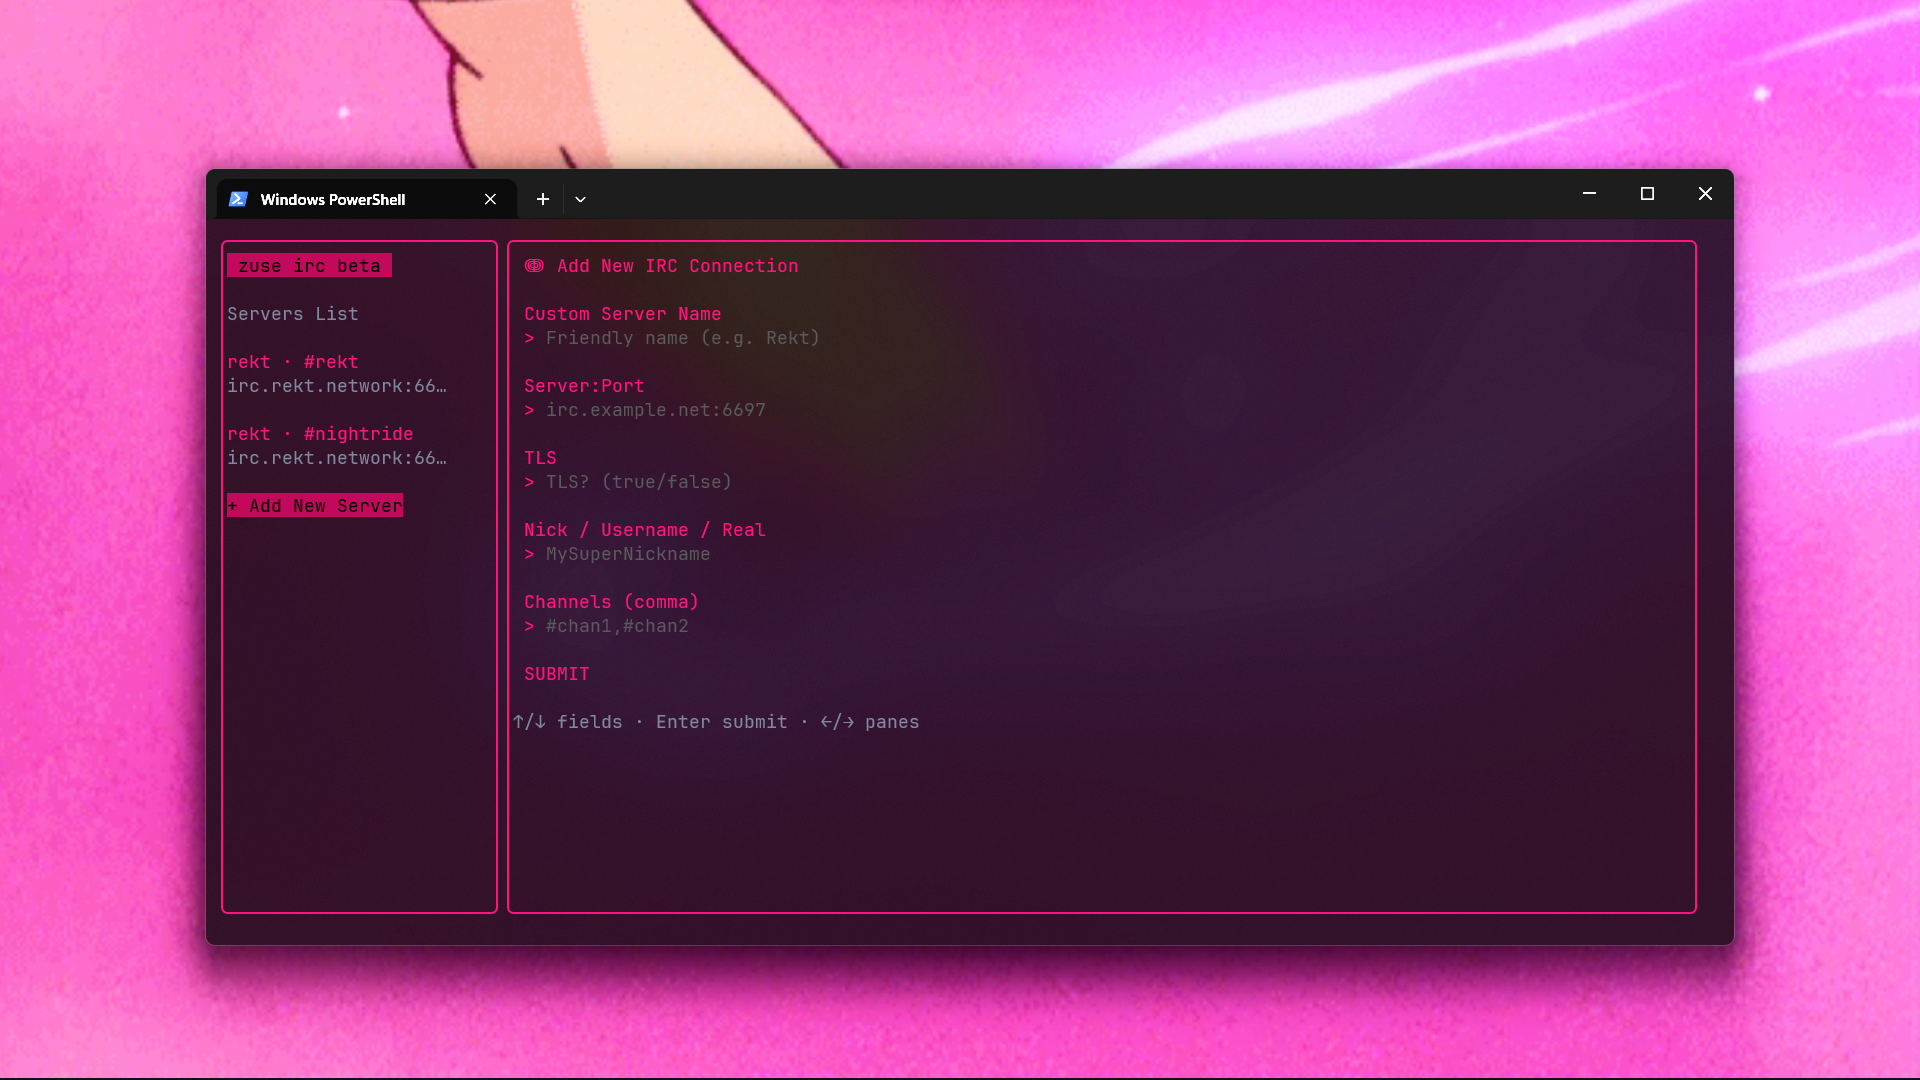 Windows PowerShell
zuse irc beta
Servers List
rekt · #rekt
irc.rekt.network:66…
rekt · #nightride
irc.rekt.network:66…
+ Add New Server
Add New IRC Connection
Custom Server Name
> Friendly name (e.g. Rekt)
Server:Port
> irc.example.net:6697
TLS
> TLS? (true/false)
Nick / Username / Real
> MySuperNickname
Channels (comma)
> #chan1,#chan2
SUBMIT
↑/↓ fields · Enter submit · ←/→ panes